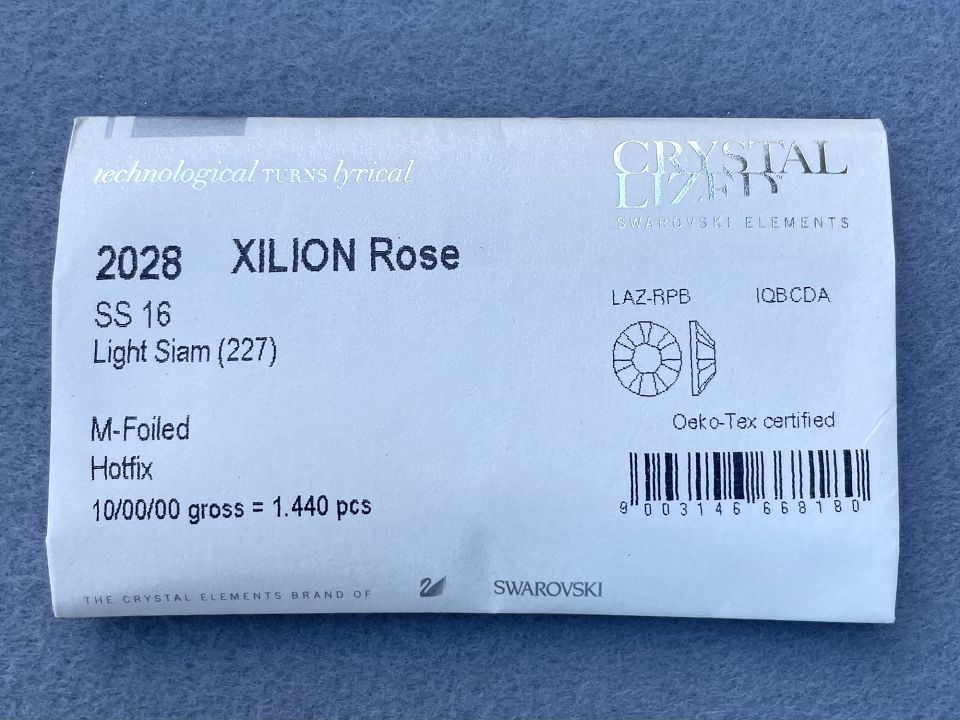 technological TURNS lyrical
CRYSTAL
LIZED
SWAROVSKI ELEMENTS
2028 XILION Rose
SS 16
Light Siam (227)
LAZ-RPB IQBCDA
M-Foiled
Hotfix
10/00/00 gross = 1.440 pcs
Oeko-Tex certified
9 003146 668180
THE CRYSTAL ELEMENTS BRAND OF SWAROVSKI